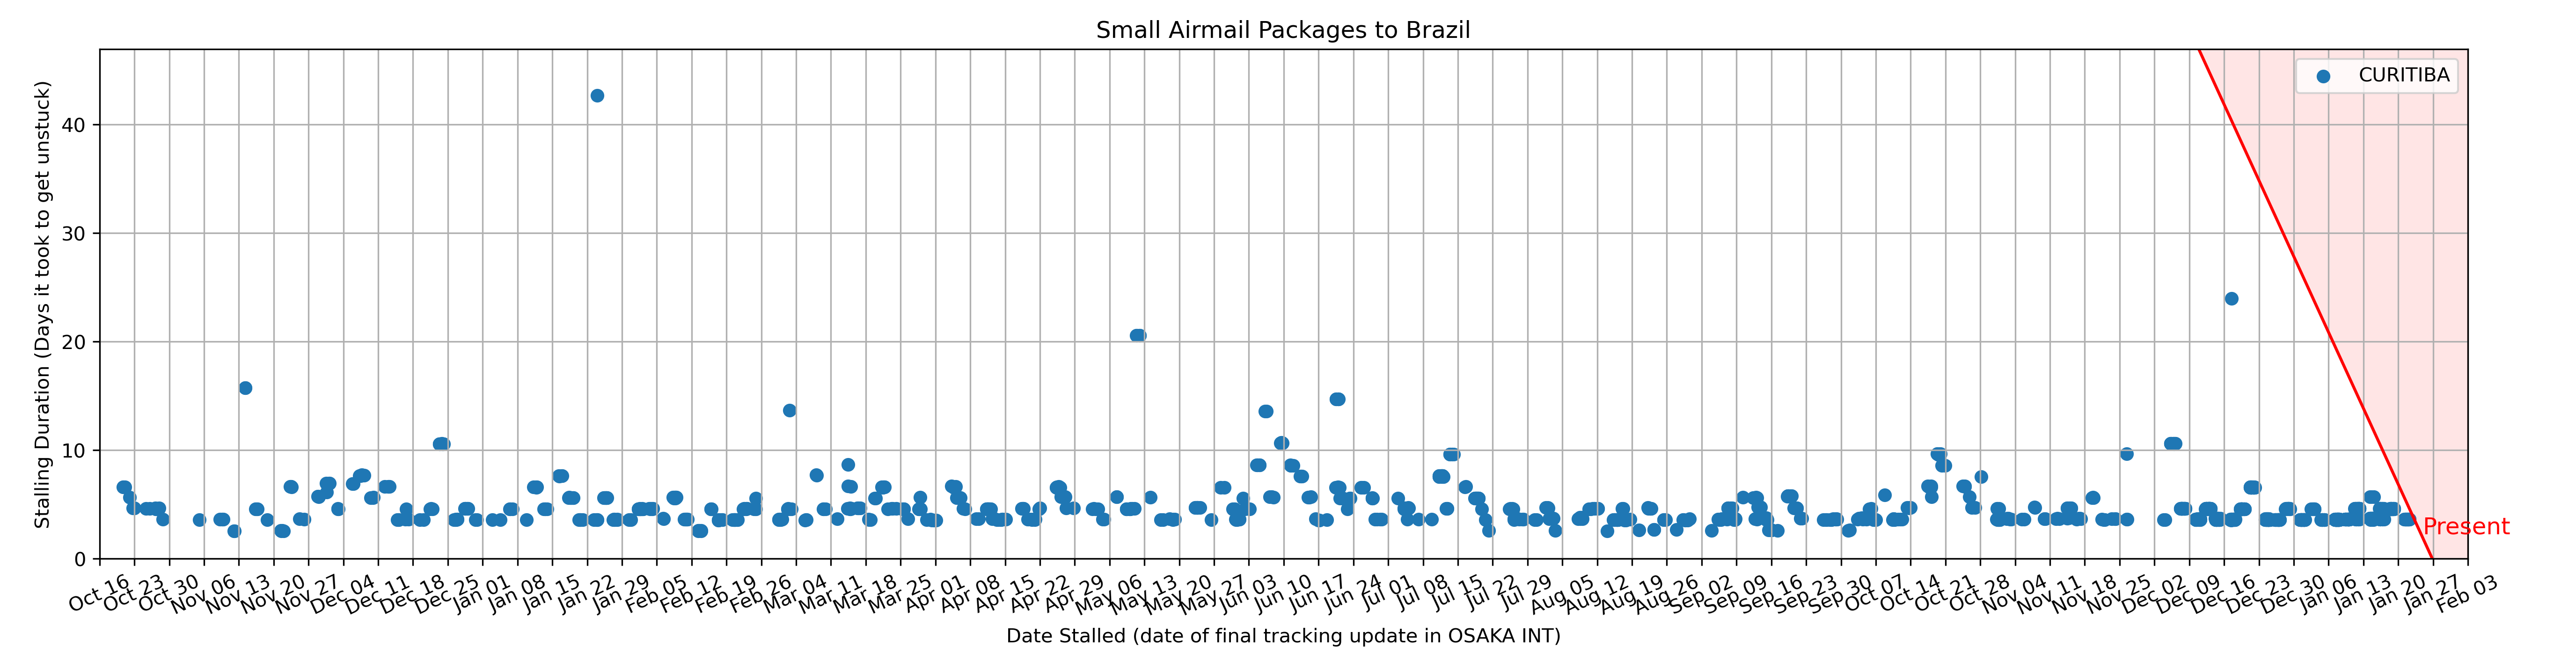 Small Airmail Packages to Brazil
CURITIBA
Stalling Duration (Days it took to get unstuck)
40
30
20
10
0
Present
Oct 16
Oct 23
Oct 30
Nov 06
Nov 13
Nov 20
Nov 27
Dec 04
Dec 11
Dec 18
Dec 25
Jan 01
Jan 08
Jan 15
Jan 22
Jan 29
Feb 05
Feb 12
Feb 19
Feb 26
Mar 04
Mar 11
Mar 18
Mar 25
Apr 01
Apr 08
Apr 15
Apr 22
Apr 29
May 06
May 13
May 20
May 27
Jun 03
Jun 10
Jun 17
Jun 24
Jul 01
Jul 08
Jul 15
Jul 22
Jul 29
Aug 05
Aug 12
Aug 19
Aug 26
Sep 02
Sep 09
Sep 16
Sep 23
Sep 30
Oct 07
Oct 14
Oct 21
Oct 28
Nov 04
Nov 11
Nov 18
Nov 25
Dec 02
Dec 09
Dec 16
Dec 23
Dec 30
Jan 06
Jan 13
Jan 20
Jan 27
Feb 03
Date Stalled (date of final tracking update in OSAKA INT)